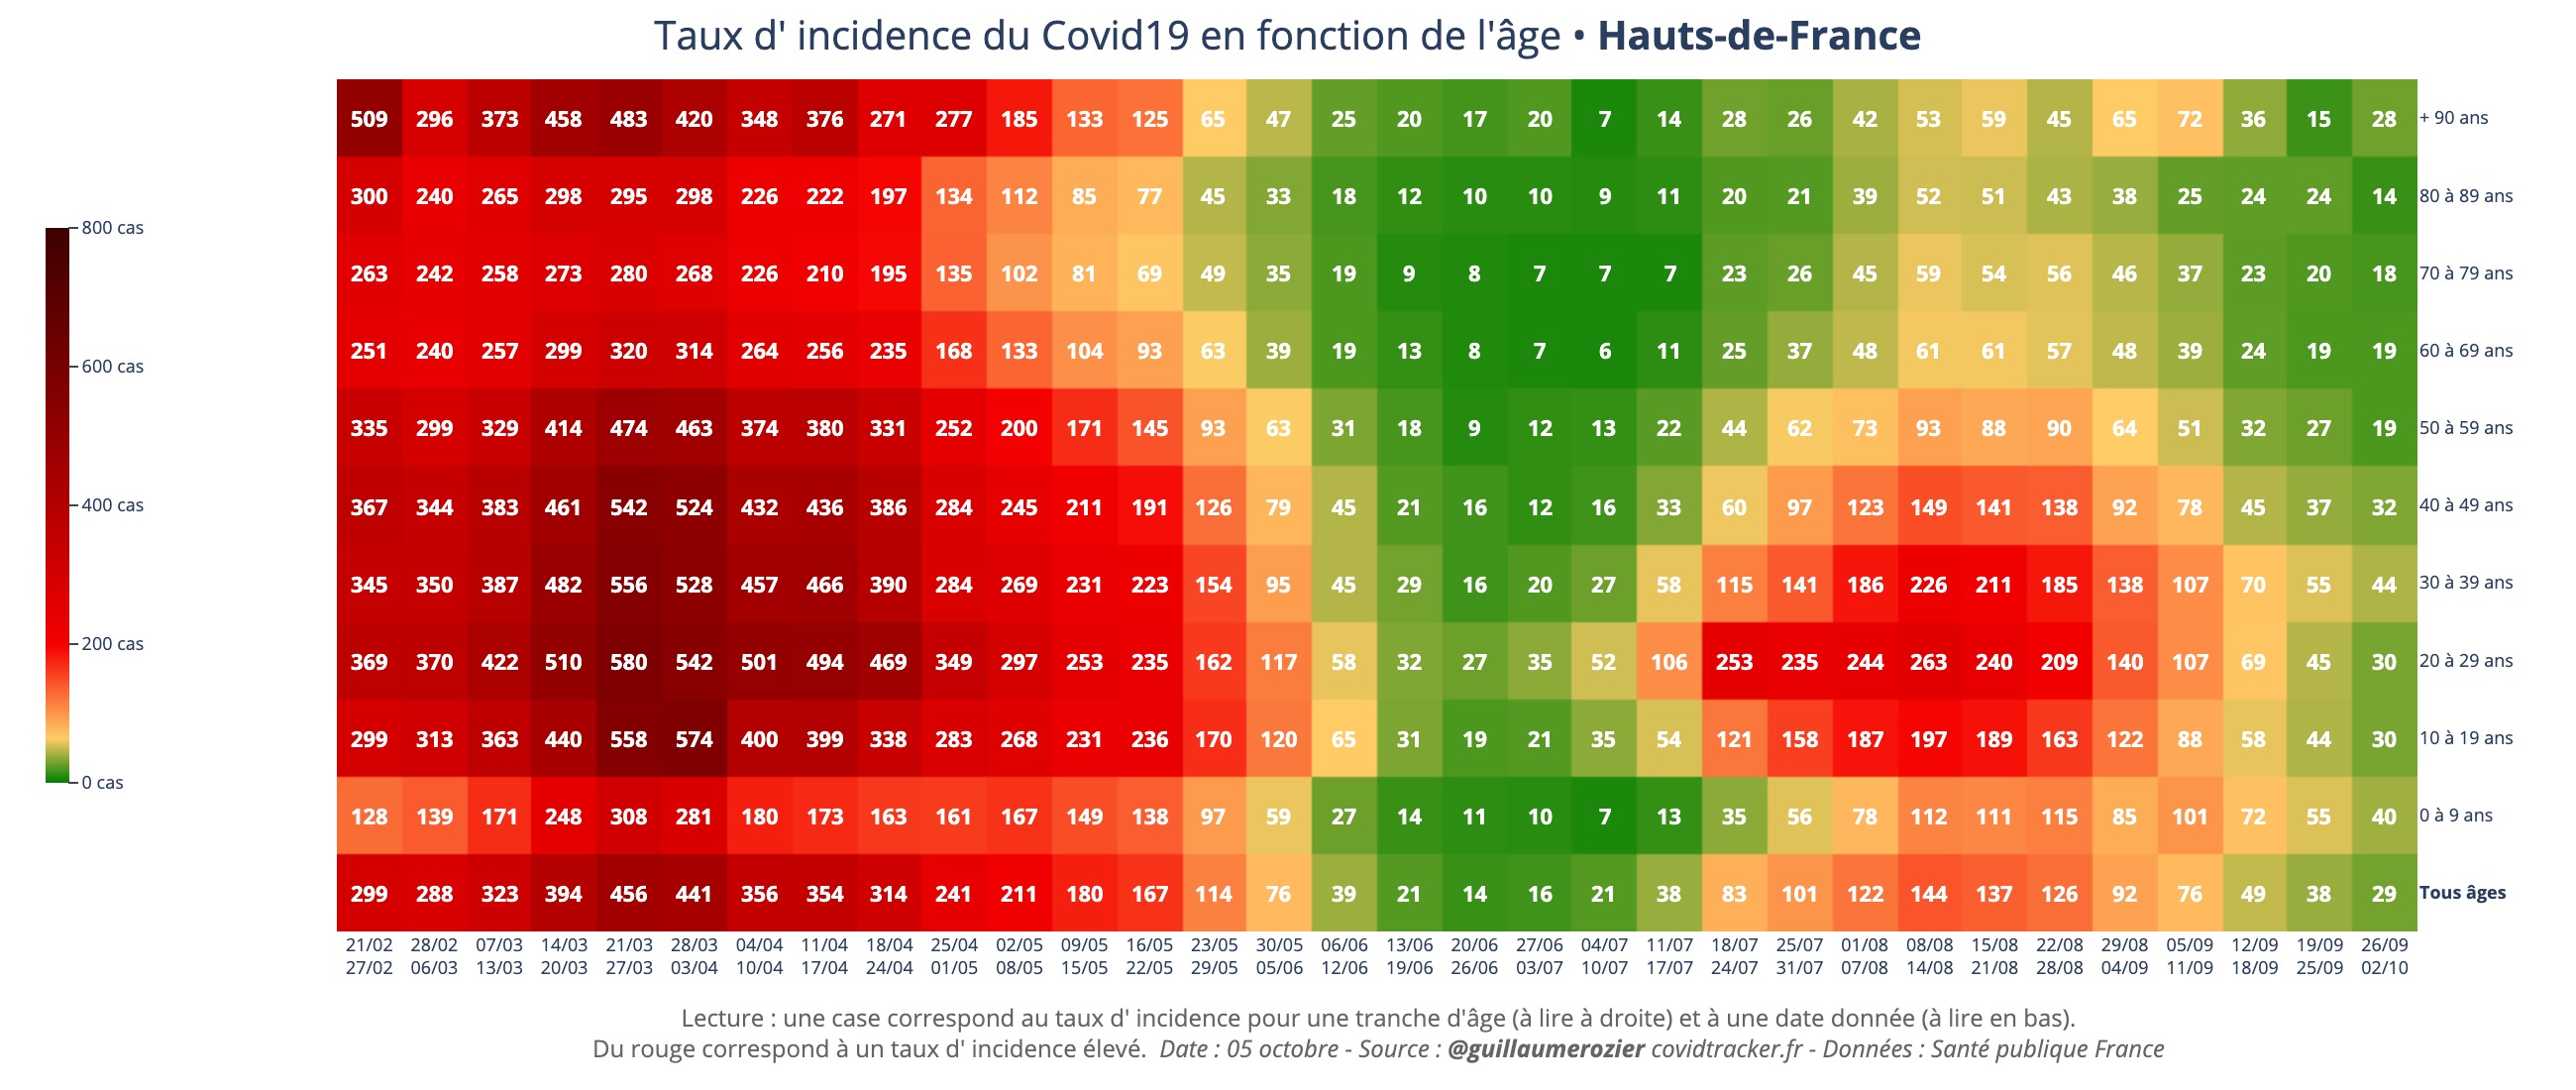 Taux d' incidence du Covid19 en fonction de l'âge • Hauts-de-France
509 296 373 458 483 420 348 376 271 277 185 133 125 65 47 25 20 17 20 7 14 28 26 42 53 59 45 65 72 36 15 28 + 90 ans
300 240 265 298 295 298 226 222 197 134 112 85 77 45 33 18 12 10 10 9 11 20 21 39 52 51 43 38 25 24 24 14 80 à 89 ans
800 cas
263 242 258 273 280 268 226 210 195 135 102 81 69 49 35 19 9 8 7 7 7 23 26 45 59 54 56 46 37 23 20 18 70 à 79 ans
251 240 257 299 320 314 264 256 235 168 133 104 93 63 39 19 13 8 7 6 11 25 37 48 61 61 57 48 39 24 19 19 60 à 69 ans
600 cas
335 299 329 414 474 463 374 380 331 252 200 171 145 93 63 31 18 9 12 13 22 44 62 73 93 88 90 64 51 32 27 19 50 à 59 ans
400 cas
367 344 383 461 542 524 432 436 386 284 245 211 191 126 79 45 21 16 12 16 33 60 97 123 149 141 138 92 78 45 37 32 40 à 49 ans
345 350 387 482 556 528 457 466 390 284 269 231 223 154 95 45 29 16 20 27 58 115 141 186 226 211 185 138 107 70 55 44 30 à 39 ans
200 cas
369 370 422 510 580 542 501 494 469 349 297 253 235 162 117 58 32 27 35 52 106 253 235 244 263 240 209 140 107 69 45 30 20 à 29 ans
299 313 363 440 558 574 400 399 338 283 268 231 236 170 120 65 31 19 21 35 54 121 158 187 197 189 163 122 88 58 44 30 10 à 19 ans
0 cas
128 139 171 248 308 281 180 173 163 161 167 149 138 97 59 27 14 11 10 7 13 35 56 78 112 111 115 85 101 72 55 40 0 à 9 ans
299 288 323 394 456 441 356 354 314 241 211 180 167 114 76 39 21 14 16 21 38 83 101 122 144 137 126 92 76 49 38 29 Tous âges
21/02 28/02 07/03 14/03 21/03 28/03 04/04 11/04 18/04 25/04 02/05 09/05 16/05 23/05 30/05 06/06 13/06 20/06 27/06 04/07 11/07 18/07 25/07 01/08 08/08 15/08 22/08 29/08 05/09 12/09 19/09 26/09
27/02 06/03 13/03 20/03 27/03 03/04 10/04 17/04 24/04 01/05 08/05 15/05 22/05 29/05 05/06 12/06 19/06 26/06 03/07 10/07 17/07 24/07 31/07 07/08 14/08 21/08 28/08 04/09 11/09 18/09 25/09 02/10
Lecture : une case correspond au taux d' incidence pour une tranche d'âge (à lire à droite) et à une date donnée (à lire en bas).
Du rouge correspond à un taux d' incidence élevé. Date : 05 octobre - Source : @guillaumerozier covidtracker.fr - Données : Santé publique France